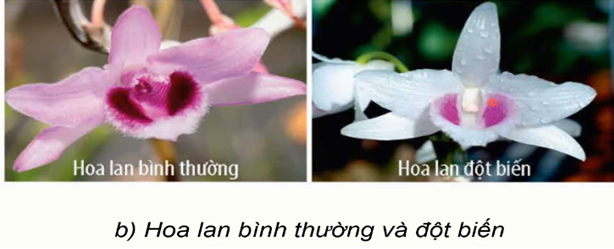 Hoa lan bình thường
Hoa lan đột biến
b) Hoa lan bình thường và đột biến